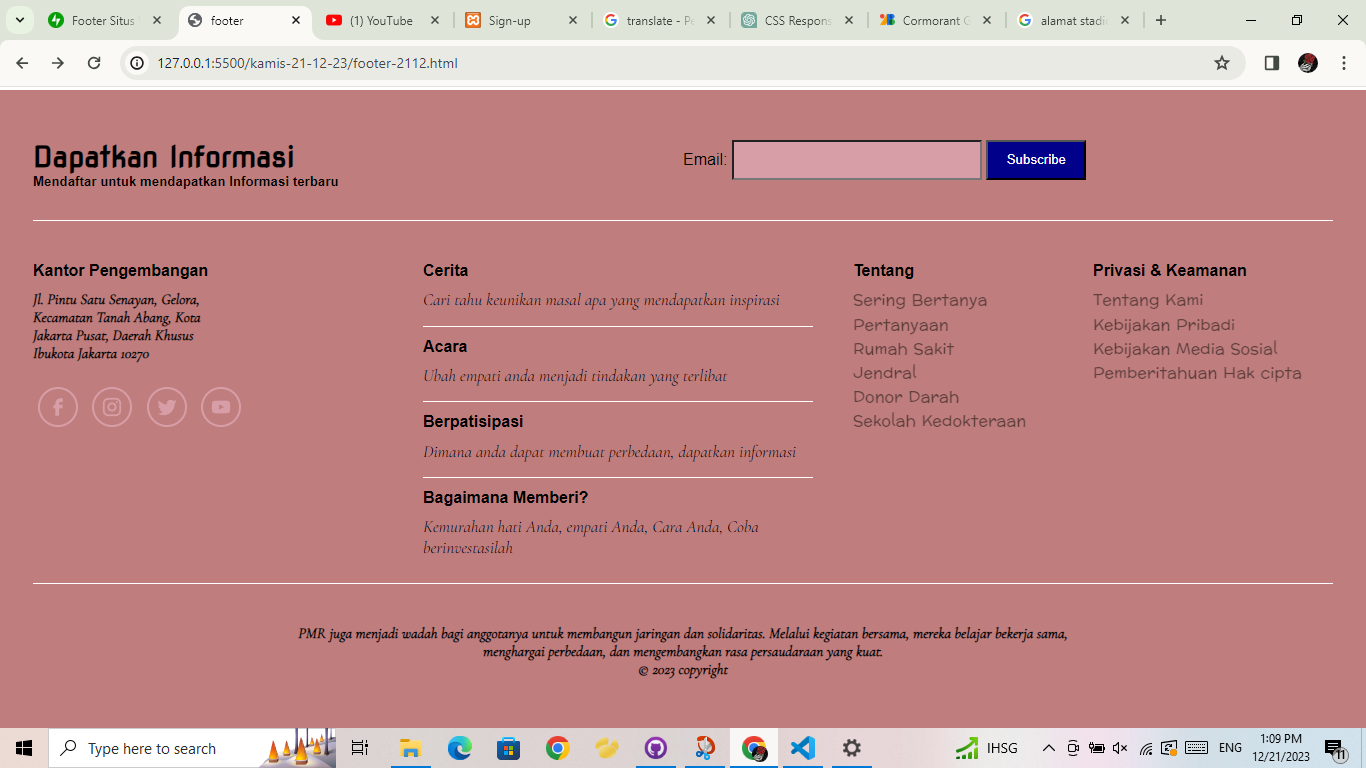 Footer Situs
footer
(1) YouTube
Sign-up
translate - Pe
CSS Respons
Cormorant G
alamat stadi
127.0.0.1:5500/kamis-21-12-23/footer-2112.html
Dapatkan Informasi
Mendaftar untuk mendapatkan Informasi terbaru
Email:
Subscribe
Kantor Pengembangan
Jl. Pintu Satu Senayan, Gelora,
Kecamatan Tanah Abang, Kota
Jakarta Pusat, Daerah Khusus
Ibukota Jakarta 10270
Cerita
Cari tahu keunikan masal apa yang mendapatkan inspirasi
Acara
Ubah empati anda menjadi tindakan yang terlibat
Berpatisipasi
Dimana anda dapat membuat perbedaan, dapatkan informasi
Bagaimana Memberi?
Kemurahan hati Anda, empati Anda, Cara Anda, Coba
berinvestasilah
Tentang
Sering Bertanya
Pertanyaan
Rumah Sakit
Jendral
Donor Darah
Sekolah Kedokteraan
Privasi & Keamanan
Tentang Kami
Kebijakan Pribadi
Kebijakan Media Sosial
Pemberitahuan Hak cipta
PMR juga menjadi wadah bagi anggotanya untuk membangun jaringan dan solidaritas. Melalui kegiatan bersama, mereka belajar bekerja sama,
menghargai perbedaan, dan mengembangkan rasa persaudaraan yang kuat.
© 2023 copyright
Type here to search
IHSG
ENG
1:09 PM
12/21/2023
11